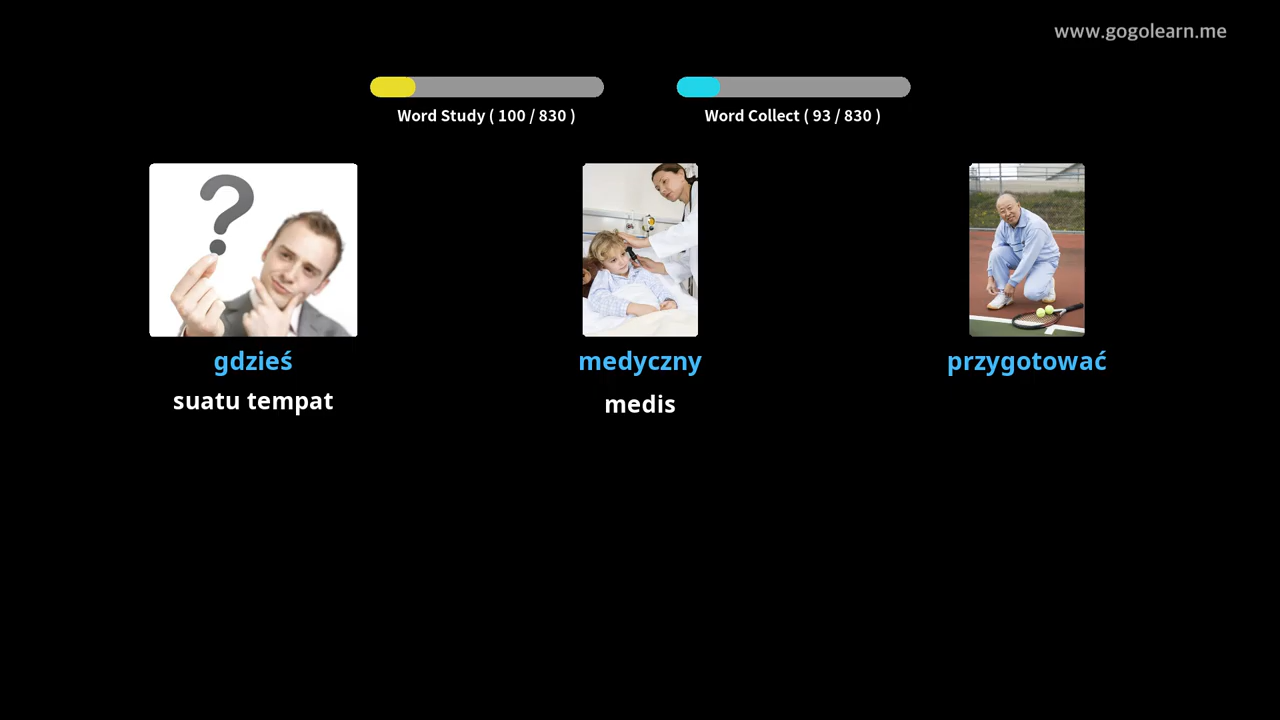 www.gogolearn.me
Word Study ( 100 / 830 )
Word Collect ( 93 / 830 )
gdzieś
suatu tempat
medyczny
medis
przygotować